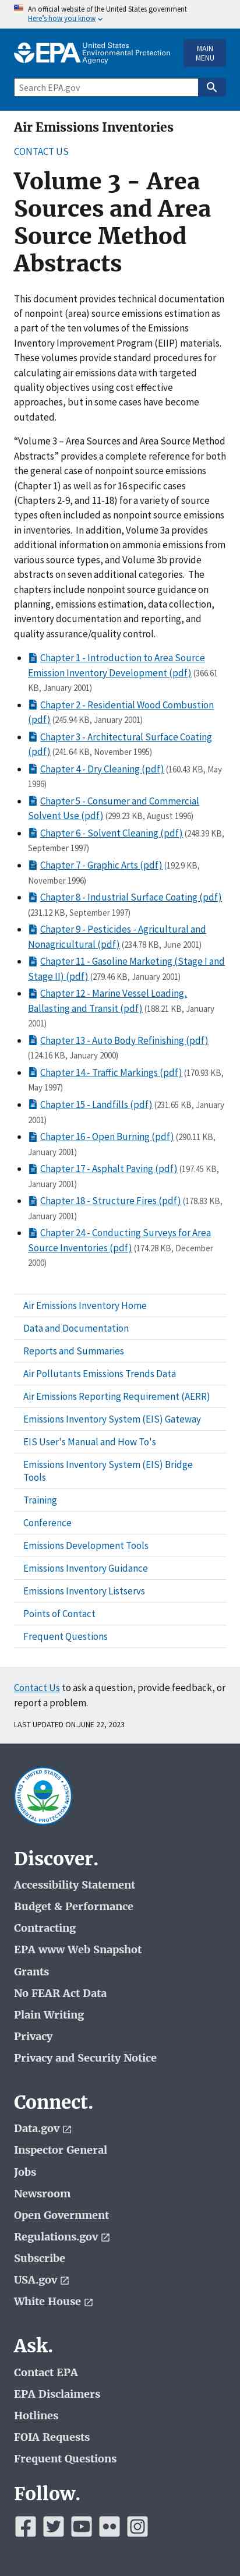 An official website of the United States government
Here's how you know
EPA United States
Environmental Protection
Agency
MAIN
MENU
Search EPA.gov
Air Emissions Inventories
CONTACT US
Volume 3 - Area
Sources and Area
Source Method
Abstracts
This document provides technical documentation
of nonpoint (area) source emissions estimation as
a part of the ten volumes of the Emissions
Inventory Improvement Program (EIIP) materials.
These volumes provide standard procedures for
calculating air emissions estimates with data
quality objectives using cost effective
approaches, but in some cases have become
outdated.
“Volume 3 – Area Sources and Area Source Method
Abstracts” provides a complete reference for both
general knowledge on nonpoint sources
(Chapter 1) as well as for 16 specific cases
(Chapters 2-9, and 11-18) for a variety of source
types often included as nonpoint sources in an
inventory. In addition, Volume 3a provides
additional methods abstracts on how to estimate
additional types of nonpoint sources. The
chapters should be consulted for source guidance
on planning, emissions estimation, data
collection, inventory documentation and
reporting, and quality assurance/quality control.
Chapter 1 - Introduction to Area Source
Emission Inventory Development (pdf) (366.61
KB, January 2001)
Chapter 2 - Residential Wood Combustion
(pdf) (245.94 KB, January 2001)
Chapter 3 - Architectural Surface Coating
(pdf) (241.64 KB, November 1995)
Chapter 4 - Dry Cleaning (pdf) (160.43 KB, May
1996)
Chapter 5 - Consumer and Commercial
Solvent Use (pdf) (299.23 KB, August 1996)
Chapter 6 - Solvent Cleaning (pdf) (248.39 KB,
September 1997)
Chapter 7 - Graphic Arts (pdf) (192.9 KB,
November 1996)
Chapter 8 - Industrial Surface Coating (pdf)
(231.12 KB, September 1997)
Chapter 9 - Pesticides - Agricultural and
Nonagricultural (pdf) (234.78 KB, June 2001)
Chapter 11 - Gasoline Marketing (Stage I and
Stage II) (pdf) (279.46 KB, January 2001)
Chapter 12 - Marine Vessel Loading,
Ballasting and Transit (pdf) (188.21 KB, January
2001)
Chapter 13 - Auto Body Refinishing (pdf)
(124.16 KB, January 2000)
Chapter 14 - Traffic Markings (pdf) (170.93 KB,
May 1997)
Chapter 15 - Landfills (pdf) (231.65 KB, January
2001)
Chapter 16 - Open Burning (pdf) (290.11 KB,
January 2001)
Chapter 17 - Asphalt Paving (pdf) (197.45 KB,
January 2001)
Chapter 18 - Structure Fires (pdf) (178.83 KB,
January 2001)
Chapter 24 - Conducting Surveys for Area
Source Inventories (pdf) (174.28 KB, December
2000)
Air Emissions Inventory Home
Data and Documentation
Reports and Summaries
Air Pollutants Emissions Trends Data
Air Emissions Reporting Requirement (AERR)
Emissions Inventory System (EIS) Gateway
EIS User's Manual and How To's
Emissions Inventory System (EIS) Bridge
Tools
Training
Conference
Emissions Development Tools
Emissions Inventory Guidance
Emissions Inventory Listservs
Points of Contact
Frequent Questions
Contact Us to ask a question, provide feedback, or
report a problem.
LAST UPDATED ON JUNE 22, 2023
UNITED STATES
ENVIRONMENTAL PROTECTION AGENCY
Discover.
Accessibility Statement
Budget & Performance
Contracting
EPA www Web Snapshot
Grants
No FEAR Act Data
Plain Writing
Privacy
Privacy and Security Notice
Connect.
Data.gov
Inspector General
Jobs
Newsroom
Open Government
Regulations.gov
Subscribe
USA.gov
White House
Ask.
Contact EPA
EPA Disclaimers
Hotlines
FOIA Requests
Frequent Questions
Follow.